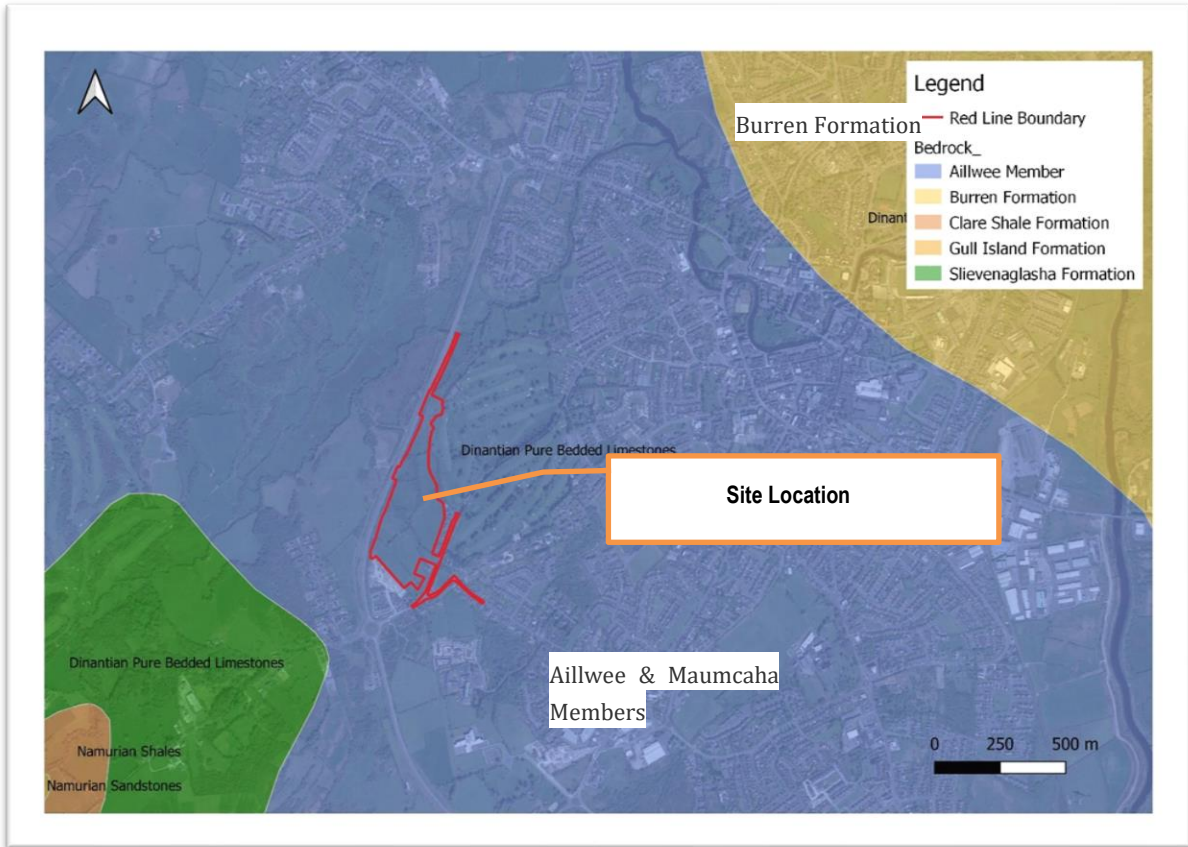 Legend
Burren Formation
Red Line Boundary
Bedrock_
Aillwee Member
Burren Formation
Clare Shale Formation
Gull Island Formation
Slievenaglasha Formation
Dinant
Dinantian Pure Bedded Limestones
Site Location
Dinantian Pure Bedded Limestones
Aillwee & Maumcaha
Members
Namurian Shales
Namurian Sandstones
0 250 500 m